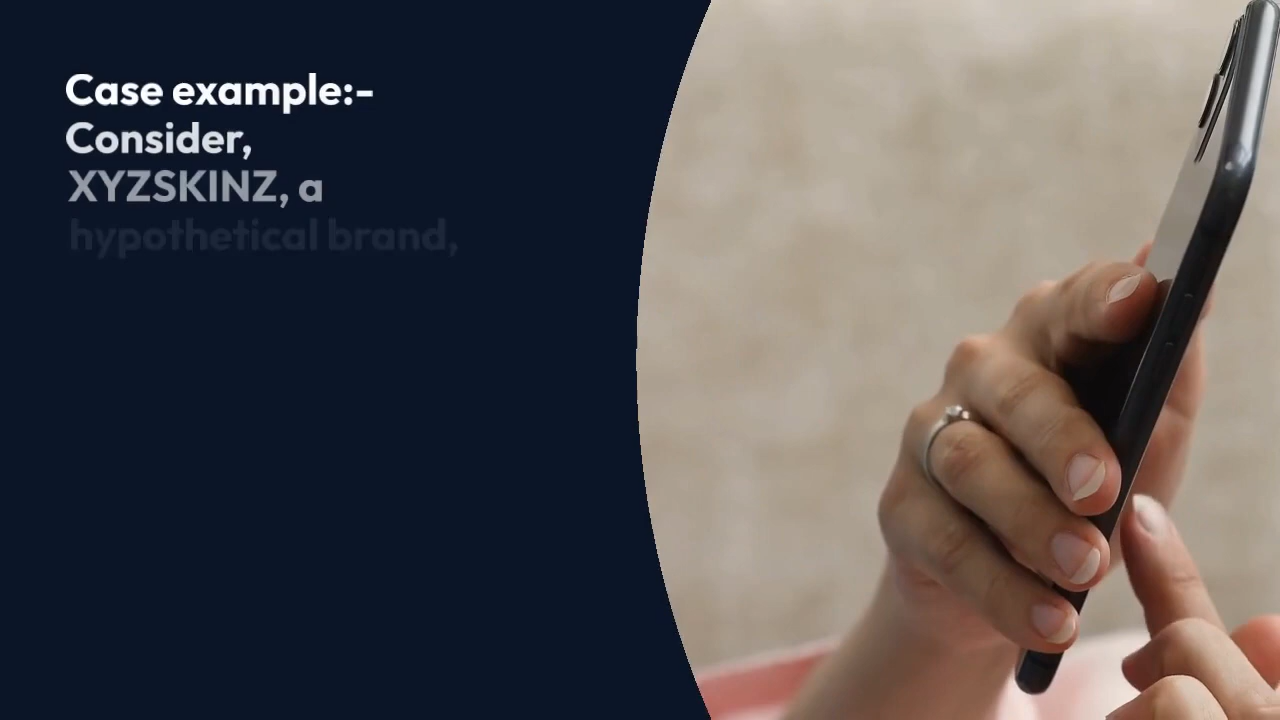 Case example:-
Consider,
XYZSKINZ, a
hypothetical brand,